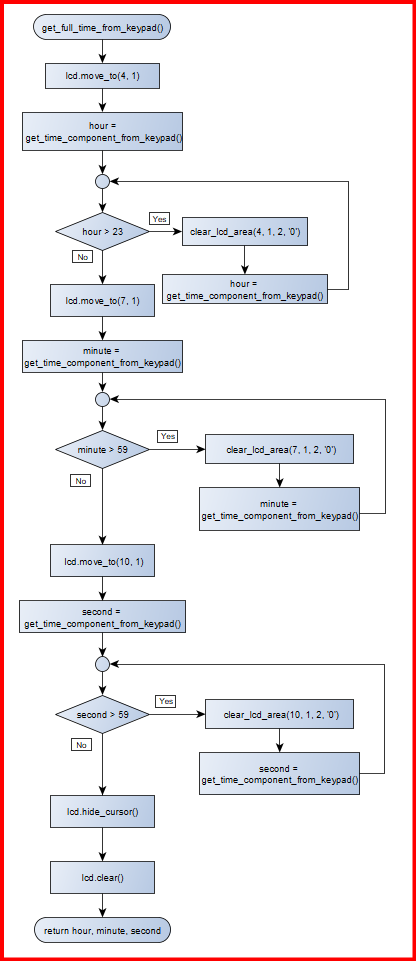 get_full_time_from_keypad()
lcd.move_to(4, 1)
hour =
get_time_component_from_keypad()
hour > 23
Yes
clear_lcd_area(4, 1, 2, '0')
No
hour =
get_time_component_from_keypad()
lcd.move_to(7, 1)
minute =
get_time_component_from_keypad()
minute > 59
Yes
clear_lcd_area(7, 1, 2, '0')
No
minute =
get_time_component_from_keypad()
lcd.move_to(10, 1)
second =
get_time_component_from_keypad()
second > 59
Yes
clear_lcd_area(10, 1, 2, '0')
No
second =
get_time_component_from_keypad()
lcd.hide_cursor()
lcd.clear()
return hour, minute, second